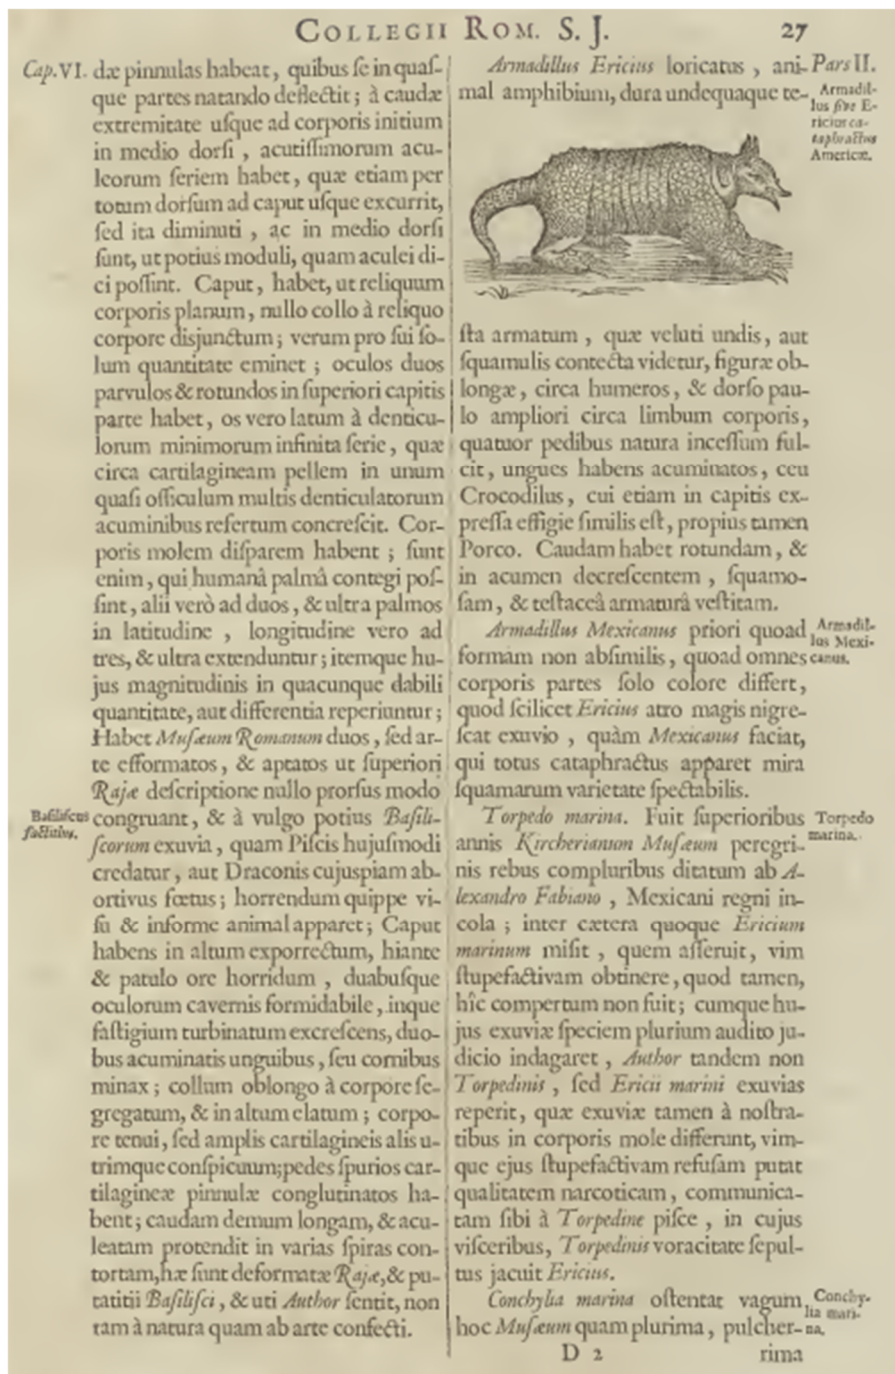 COLLEGII ROM. S. J. 27
Cap. VI.
dæ pinnulas habeat, quibus ſe in quaſ-
que partes natando deflectit; à caudæ
extremitate uſque ad corporis initium
in medio dorſi, acutiſſimorum acu-
leorum ſeriem habet, quæ etiam per
totum dorſum ad caput uſque excurrit,
ſed ita diminuti, ac in medio dorſi
ſunt, ut potius moduli, quam aculei di-
ci poſſint. Caput, habet, ut reliquum
corporis planum, nullo collo à reliquo
corpore disjunctum; verum pro ſui ſo-
lum quantitate eminet; oculos duos
parvulos & rotundos in ſuperiori capitis
parte habet, os vero latum à denticu-
lorum minimorum infinita ſerie, quæ
circa cartilagineam pellem in unum
quaſi officulum multis denticulatorum
acuminibus refertum concreſcit. Cor-
poris molem diſparem habent; ſunt
enim, qui humanâ palmâ contegi poſ-
ſint, alii verò ad duos, & ultra palmos
in latitudine, longitudine vero ad
tres, & ultra extenduntur; itemque hu-
jus magnitudinis in quacunque dabili
quantitate, aut differentia reperiuntur;
Habet Muſæum Romanum duos, ſed ar-
te efformatos, & aptatos ut ſuperiori
Rajæ deſcriptione nullo prorſus modo
Baſiliſcus
factitius.
congruant, & à vulgo potius Baſili-
ſcorum exuvia, quam Piſcis hujuſmodi
credatur, aut Draconis cujuſpiam ab-
ortivus fœtus; horrendum quippe vi-
ſu & informe animal apparet; Caput
habens in altum exporrectum, hiante
& patulo ore horridum, duabuſque
oculorum cavernis formidabile, inque
faſtigium turbinatum excreſcens, duo-
bus acuminatis unguibus, ſeu cornibus
minax; collum oblongo à corpore ſe-
gregatum, & in altum elatum; corpo-
re tenui, ſed amplis cartilagineis alis u-
trimque conſpicuum; pedes ſpurios car-
tilagineæ pinnulæ conglutinatos ha-
bent; caudam demum longam, & acu-
leatam protendit in varias ſpiras con-
tortam, hæ ſunt deformatæ Rajæ, & pu-
tatitii Baſiliſci, & uti Author ſentit, non
tam à natura quam ab arte confecti.
Pars II.
Armadillus Ericius loricatus, ani-
mal amphibium, dura undequaque te-
Armadil-
lus ſive E-
ricius ca-
taphractus
Americæ.
ſta armatum, quæ veluti undis, aut
ſquamulis contecta videtur, figuræ ob-
longæ, circa humeros, & dorſo pau-
lo ampliori circa limbum corporis,
quatuor pedibus natura inceſſum ful-
cit, ungues habens acuminatos, ceu
Crocodilus, cui etiam in capitis ex-
preſſa effigie ſimilis eſt, propius tamen
Porco. Caudam habet rotundam, &
in acumen decreſcentem, ſquamo-
ſam, & teſtaceâ armaturâ veſtitam.
Armadil-
lus Mexi-
canus.
Armadillus Mexicanus priori quoad
formam non abſimilis, quoad omnes
corporis partes ſolo colore differt,
quod ſcilicet Ericius atro magis nigre-
ſcat exuvio, quàm Mexicanus faciat,
qui totus cataphractus apparet mira
ſquamarum varietate ſpectabilis.
Torpedo
marina.
Torpedo marina. Fuit ſuperioribus
annis Kircherianum Muſæum peregri-
nis rebus compluribus ditatum ab A-
lexandro Fabiano, Mexicani regni in-
cola; inter cætera quoque Ericium
marinum miſit, quem aſſeruit, vim
ſtupefactivam obtinere, quod tamen,
hîc compertum non fuit; cumque hu-
jus exuviæ ſpeciem plurium audito ju-
dicio indagaret, Author tandem non
Torpedinis, ſed Ericii marini exuvias
reperit, quæ exuviæ tamen à noſtra-
tibus in corporis mole differunt, vim-
que ejus ſtupefactivam refuſam putat
qualitatem narcoticam, communica-
tam ſibi à Torpedine piſce, in cujus
viſceribus, Torpedinis voracitate ſepul-
tus jacuit Ericius.
Conchy-
lia mari-
na.
Conchylia marina oſtentat vagum
hoc Muſæum quam plurima, pulcher-
D 2 rima